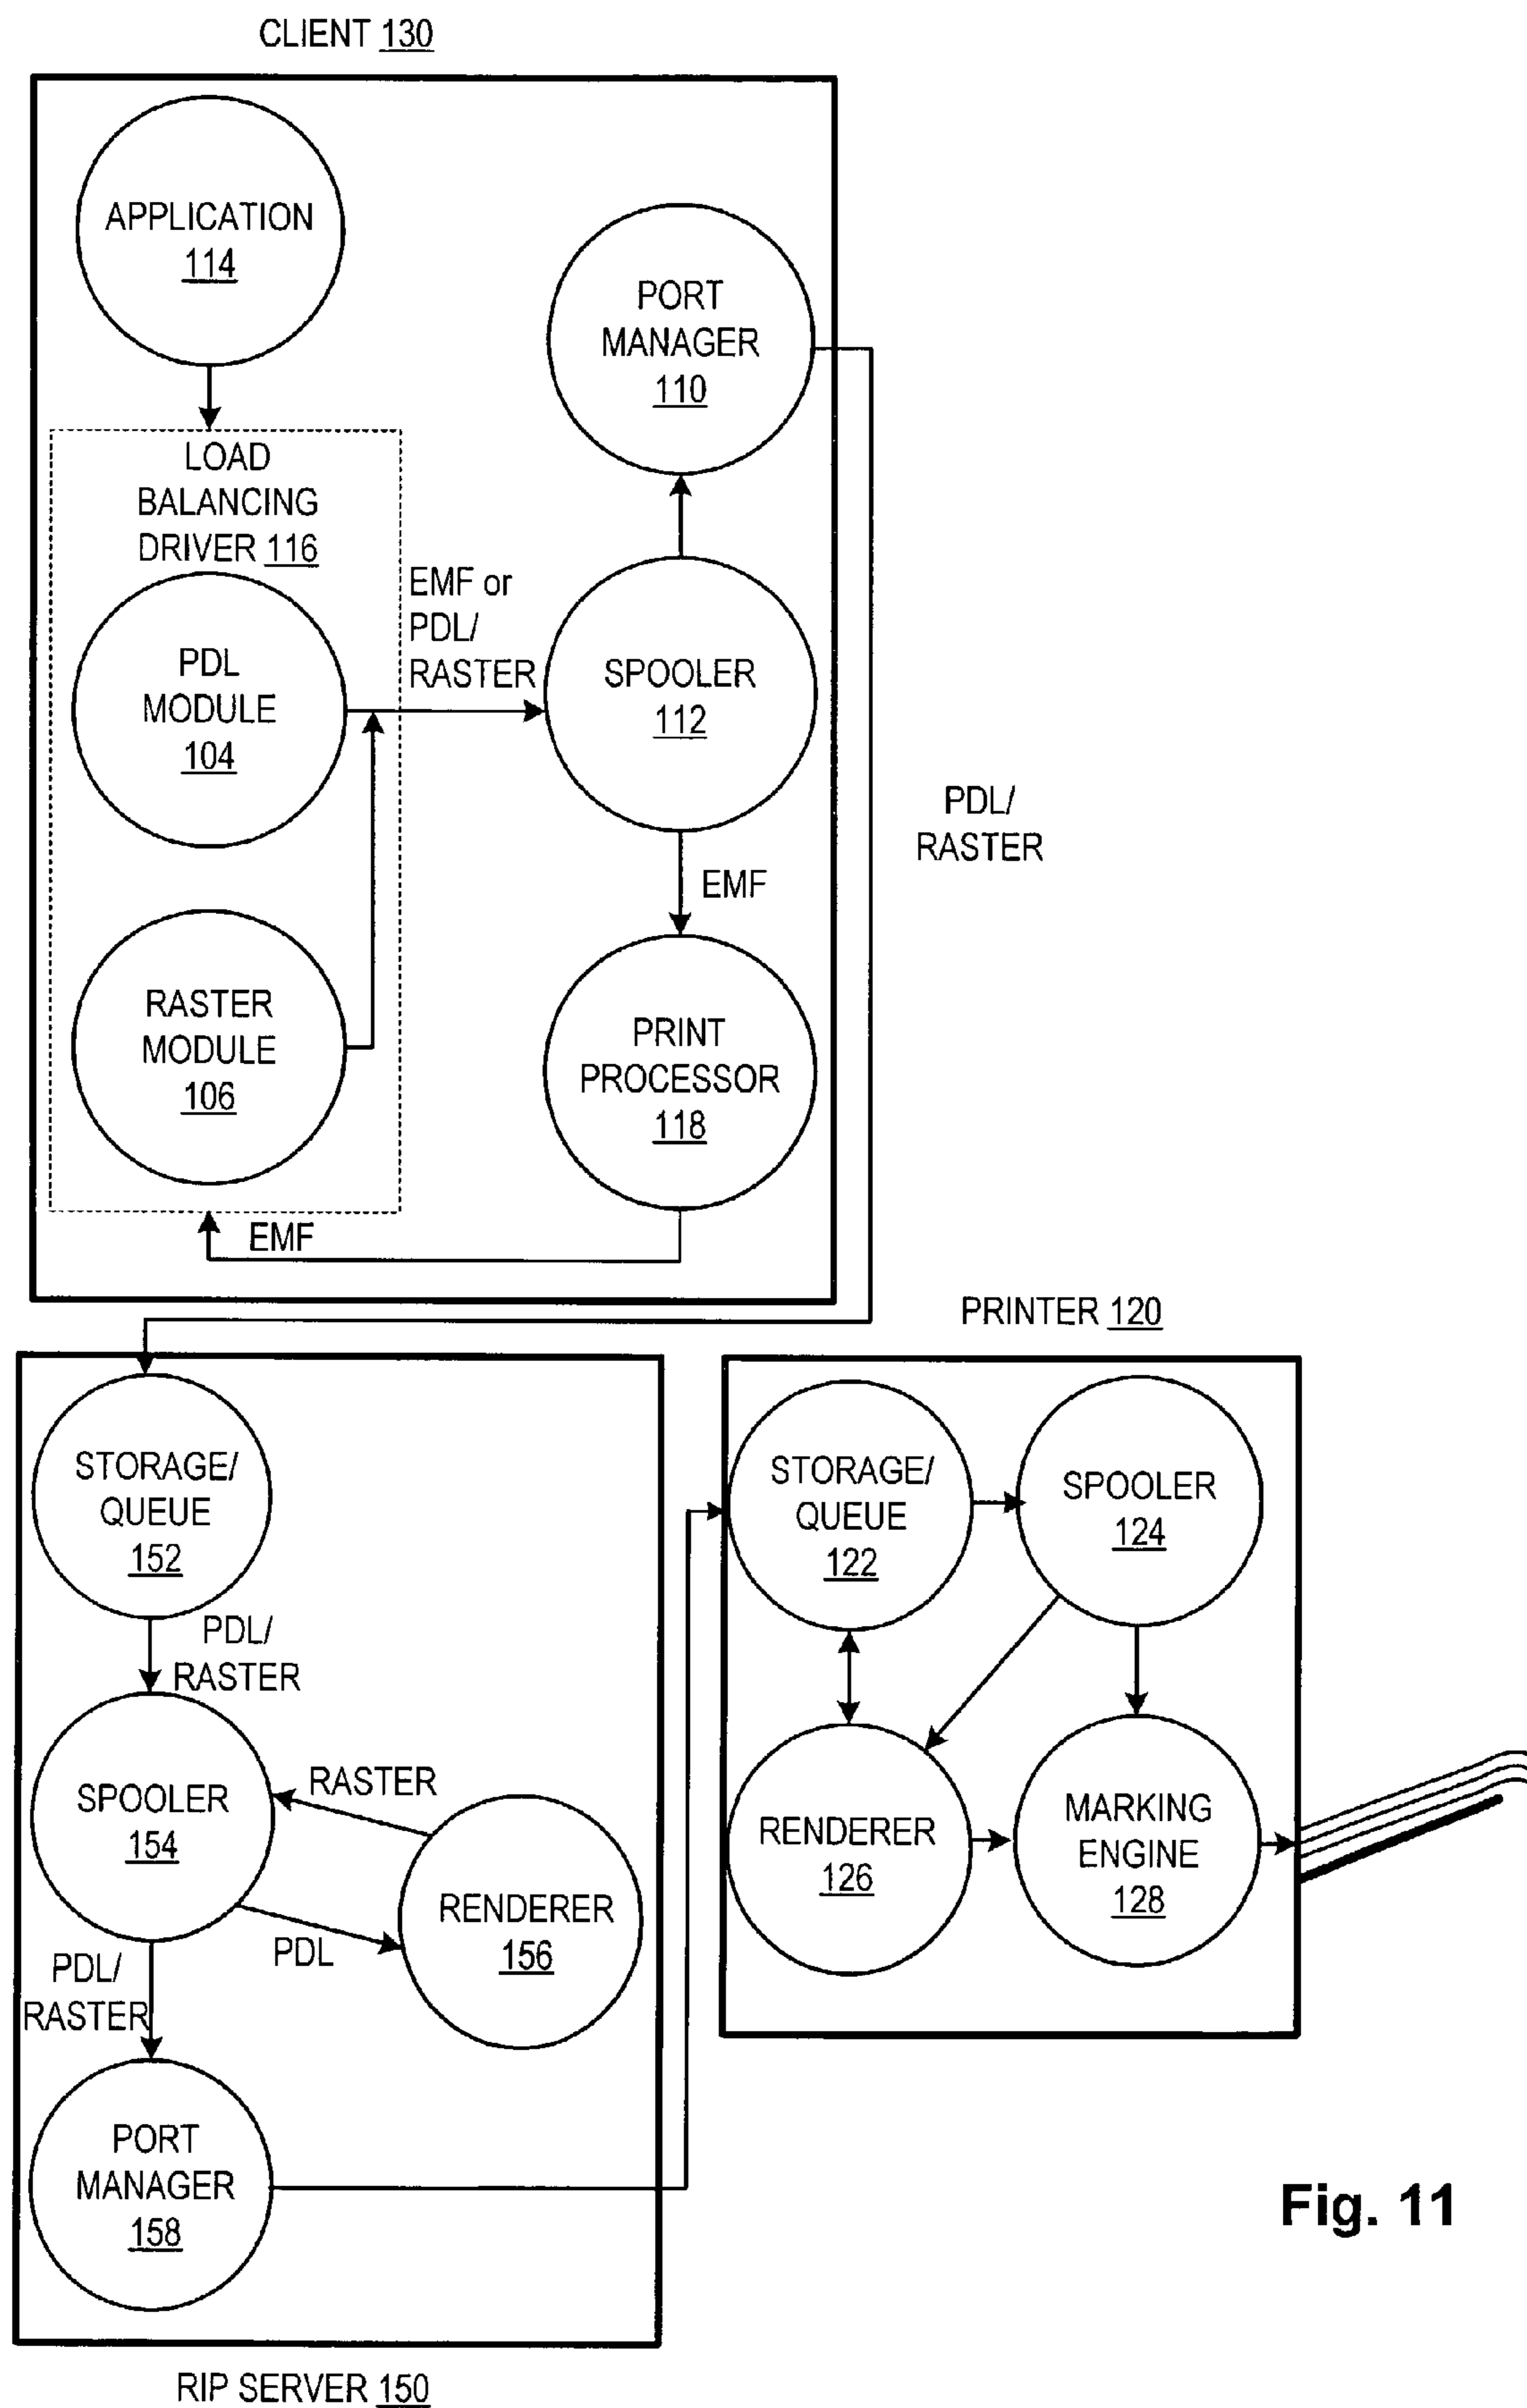 CLIENT 130
APPLICATION
114
PORT
MANAGER
110
LOAD
BALANCING
DRIVER 116
EMF or
PDL/
RASTER
PDL
MODULE
104
SPOOLER
112
PDL/
RASTER
EMF
RASTER
MODULE
106
PRINT
PROCESSOR
118
EMF
PRINTER 120
STORAGE/
QUEUE
152
STORAGE/
QUEUE
122
SPOOLER
124
PDL/
RASTER
SPOOLER
154
RASTER
RENDERER
156
PDL
PDL/
RASTER
RENDERER
126
MARKING
ENGINE
128
PORT
MANAGER
158
Fig. 11
RIP SERVER 150